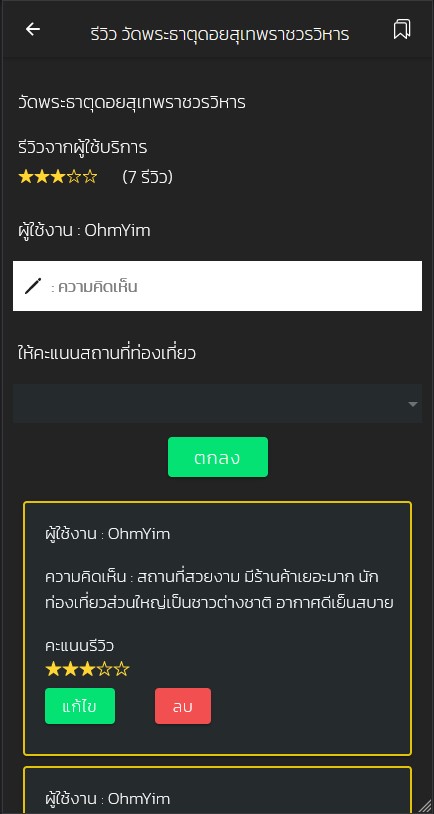 รีวิว วัดพระธาตุดอยสุเทพราชวรวิหาร
วัดพระธาตุดอยสุเทพราชวรวิหาร
รีวิวจากผู้ใช้บริการ
(7 รีวิว)
ผู้ใช้งาน : OhmYim
: ความคิดเห็น
ให้คะแนนสถานที่ท่องเที่ยว
ตกลง
ผู้ใช้งาน : OhmYim
ความคิดเห็น : สถานที่สวยงาม มีร้านค้าเยอะมาก นัก
ท่องเที่ยวส่วนใหญ่เป็นชาวต่างชาติ อากาศดีเย็นสบาย
คะแนนรีวิว
แก้ไข ลบ
ผู้ใช้งาน : OhmYim